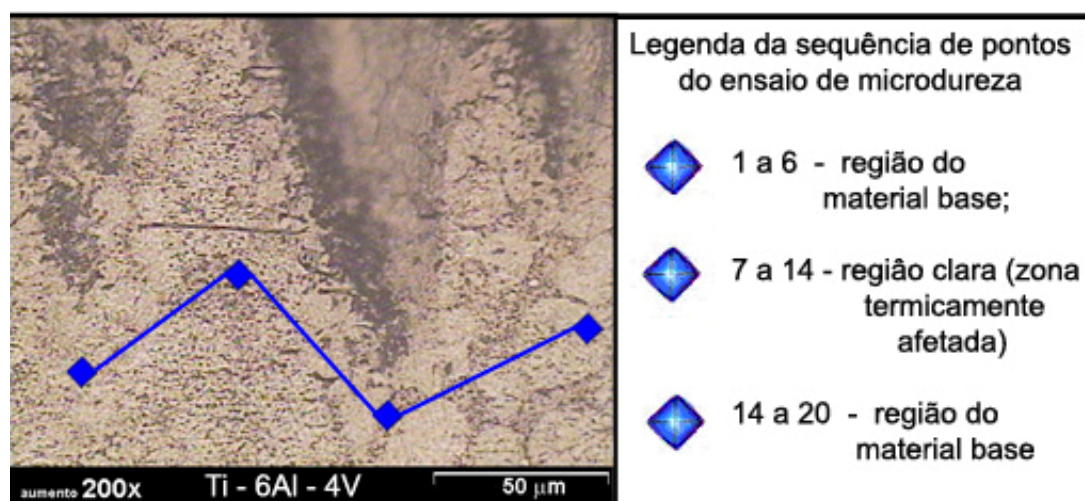 Legenda da sequência de pontos
do ensaio de microdureza
1 a 6 - região do
material base;
7 a 14 - região clara (zona
termicamente
afetada)
14 a 20 - região do
material base
aumento 200x Ti - 6Al - 4V 50 µm